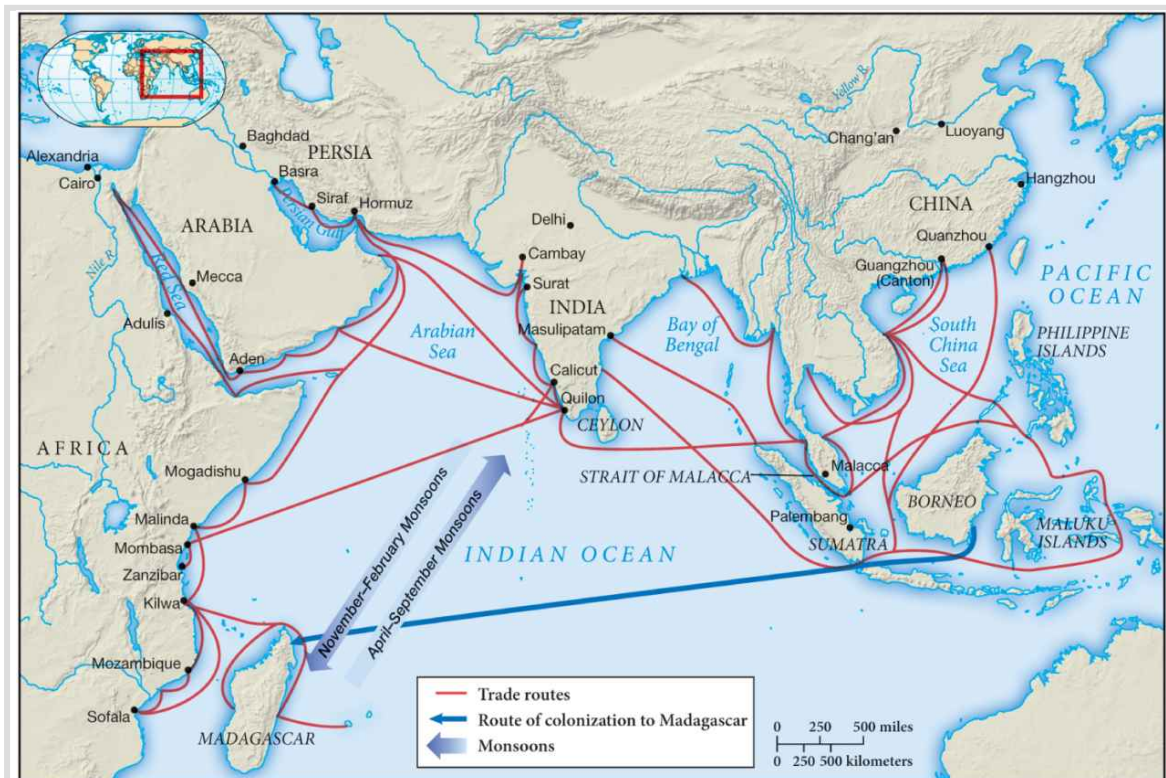 Alexandria
Cairo
Baghdad
PERSIA
Basra
Siraf
Hormuz
Persian Gulf
ARABIA
Nile R.
Red Sea
Mecca
Adulis
Aden
Delhi
Cambay
Surat
INDIA
Masulipatam
Calicut
Quilon
CEYLON
Arabian
Sea
Bay of
Bengal
Yellow R.
Chang'an
Luoyang
Hangzhou
CHINA
Quanzhou
Guangzhou
(Canton)
PACIFIC
OCEAN
South
China
Sea
PHILIPPINE
ISLANDS
AFRICA
Mogadishu
Malinda
Mombasa
Zanzibar
Kilwa
Mozambique
Sofala
MADAGASCAR
November–February Monsoons
April–September Monsoons
INDIAN OCEAN
STRAIT OF MALACCA
Malacca
Palembang
SUMATRA
BORNEO
MALUKU
ISLANDS
Trade routes
Route of colonization to Madagascar
Monsoons
0 250 500 miles
0 250 500 kilometers